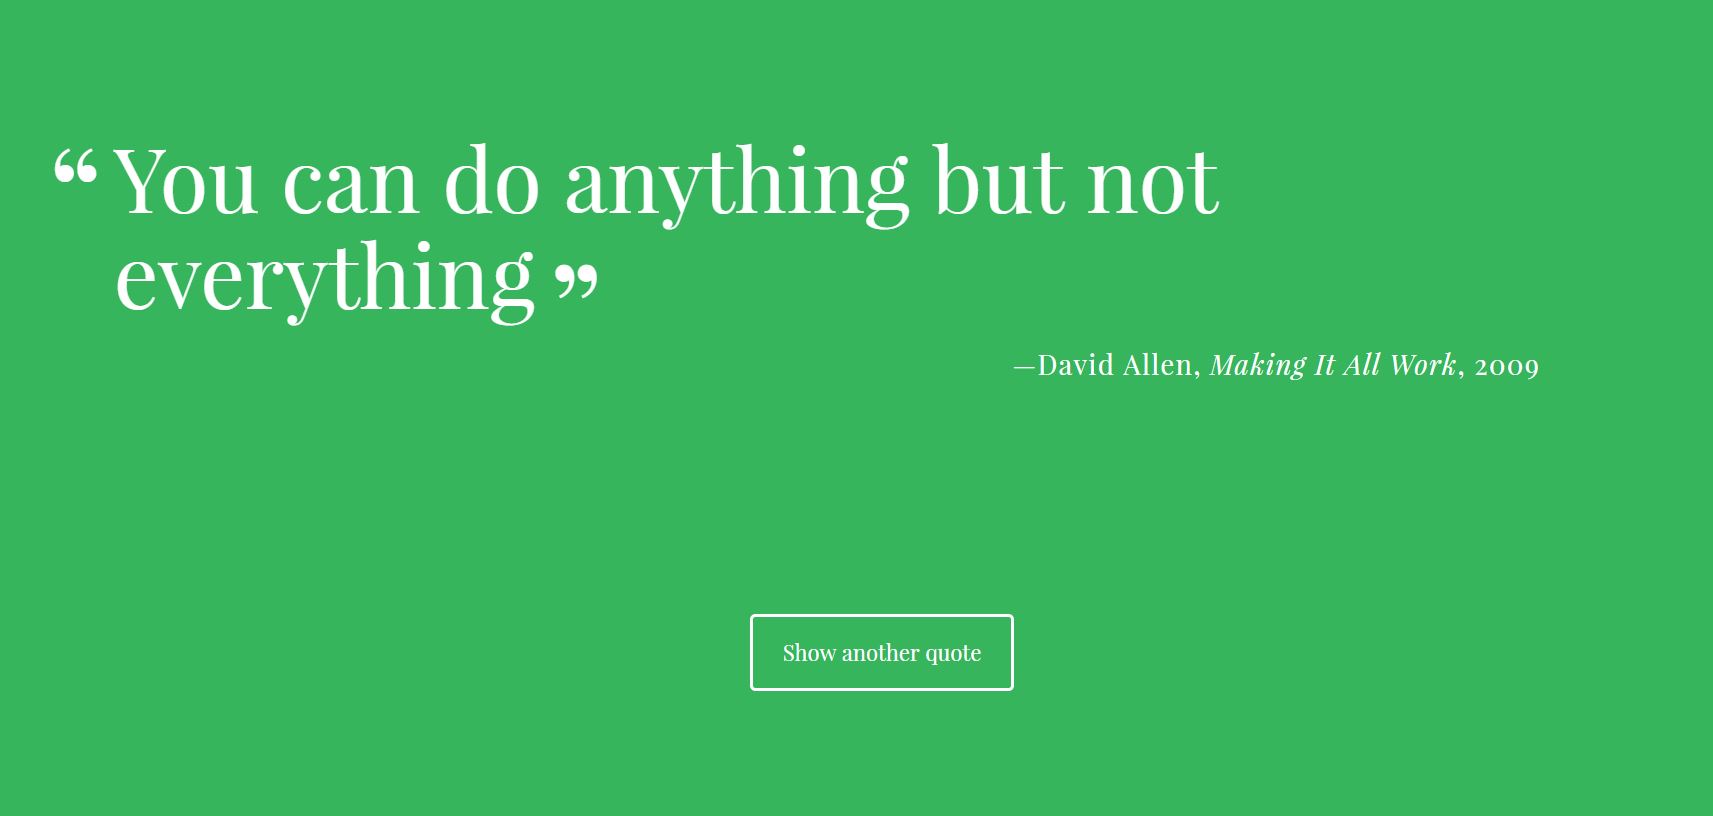 “You can do anything but not
everything”
—David Allen, Making It All Work, 2009
Show another quote